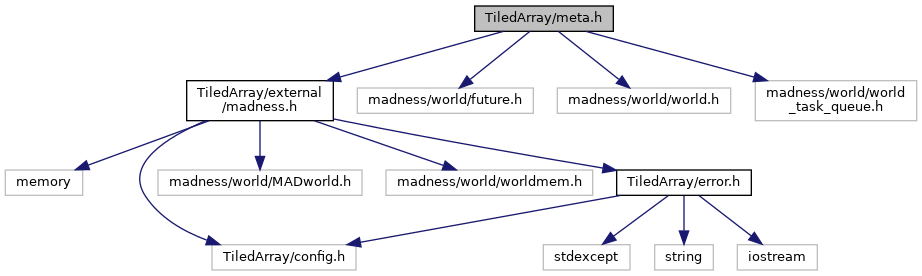 TiledArray/meta.h
TiledArray/external
/madness.h
madness/world/future.h
madness/world/world.h
madness/world/world
_task_queue.h
memory
madness/world/MADworld.h
madness/world/worldmem.h
TiledArray/error.h
TiledArray/config.h
stdexcept
string
iostream